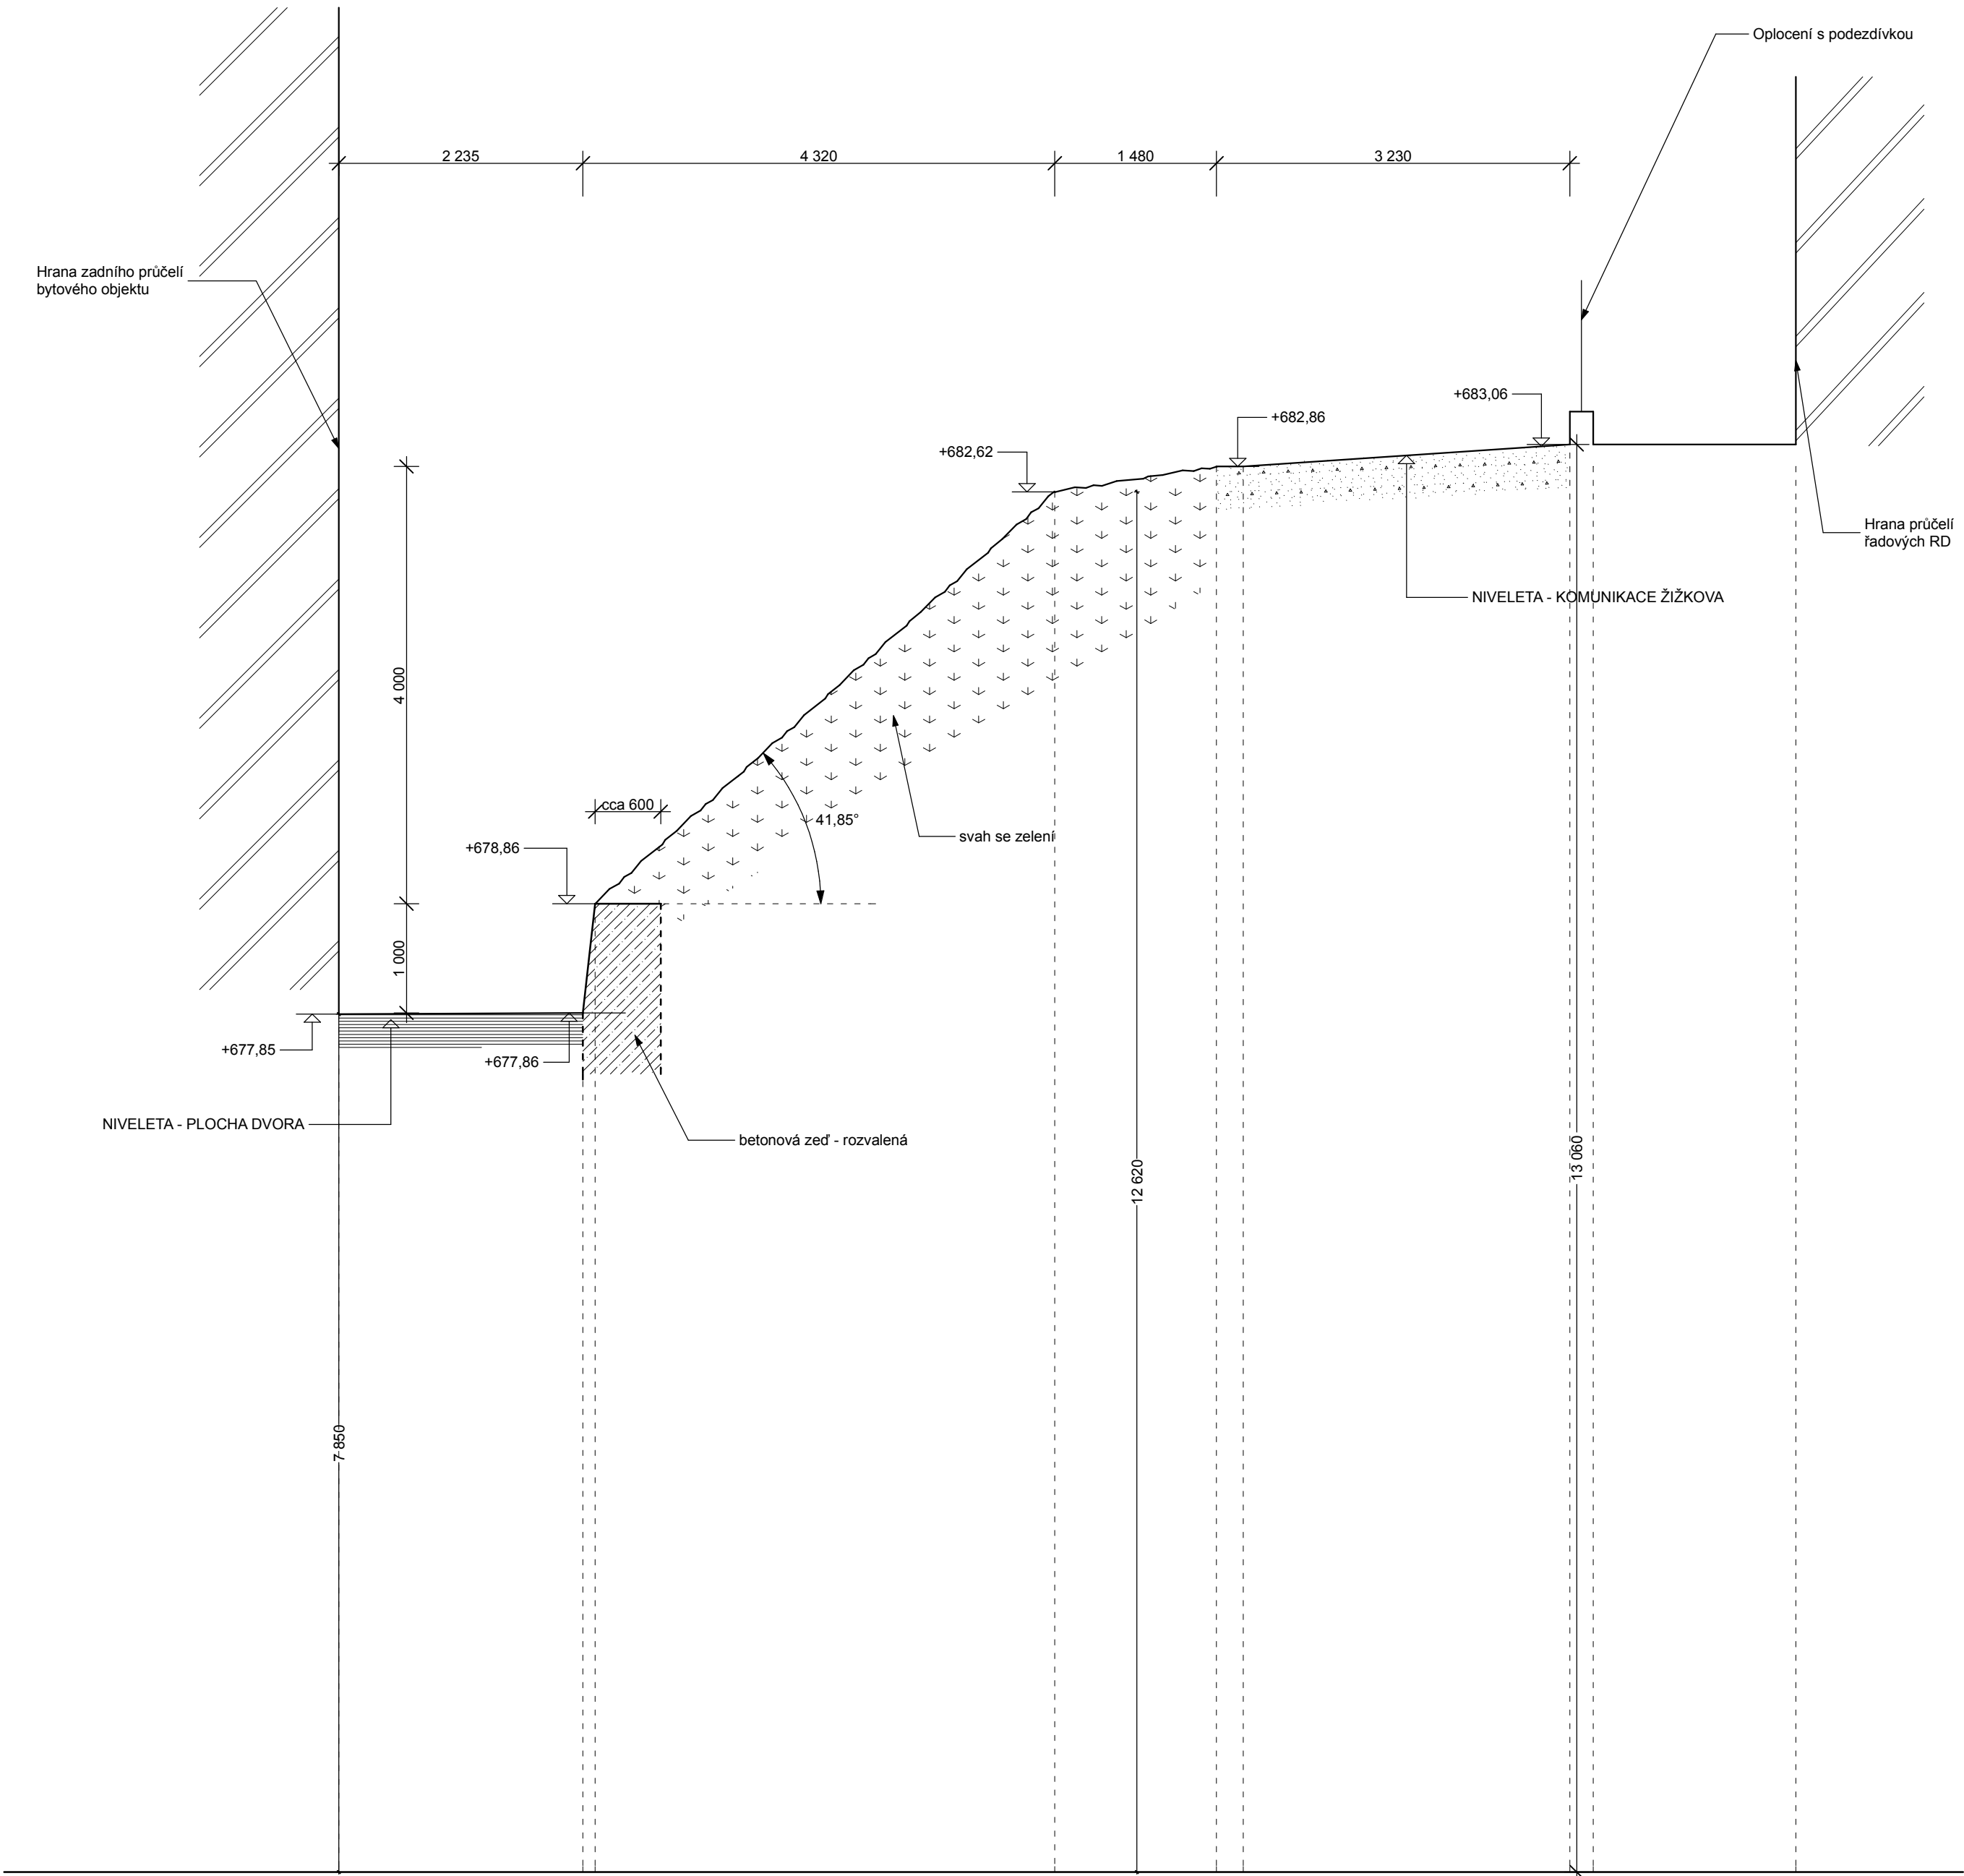 Oplocení s podezdívkou
2 235
4 320
1 480
3 230
Hrana zadního průčelí
bytového objektu
+683,06
+682,86
+682,62
Hrana průčelí
řadových RD
NIVELETA - KOMUNIKACE ŽIŽKOVA
4 000
cca 600
41,85°
svah se zelení
+678,86
1 000
+677,85
+677,86
NIVELETA - PLOCHA DVORA
betonová zeď - rozvalená
13 060
12 620
7 850